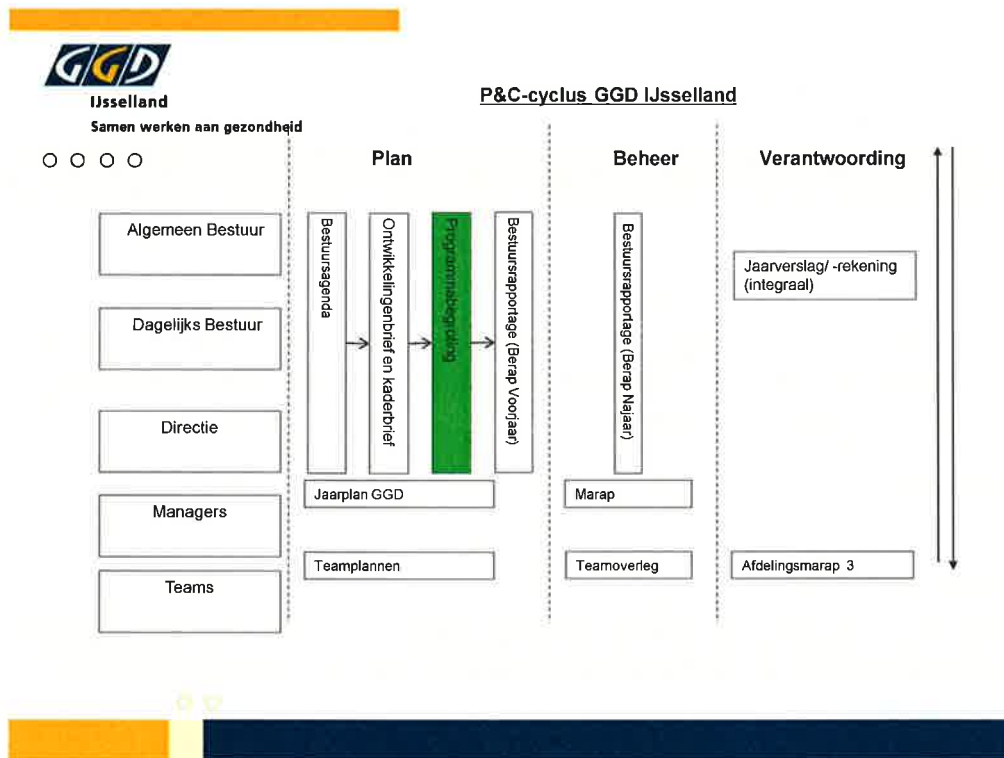 GGD
IJsselland
Samen werken aan gezondheid
P&C-cyclus GGD IJsselland
Plan
Beheer
Verantwoording
Algemeen Bestuur
Dagelijks Bestuur
Directie
Managers
Teams
Bestuursagenda
Ontwikkelingenbrief en kaderbrief
Programmabegroting
Bestuursrapportage (Berap Voorjaar)
Bestuursrapportage (Berap Najaar)
Jaarverslag/ -rekening
(integraal)
Jaarplan GGD
Marap
Teamplannen
Teamoverleg
Afdelingsmarap 3